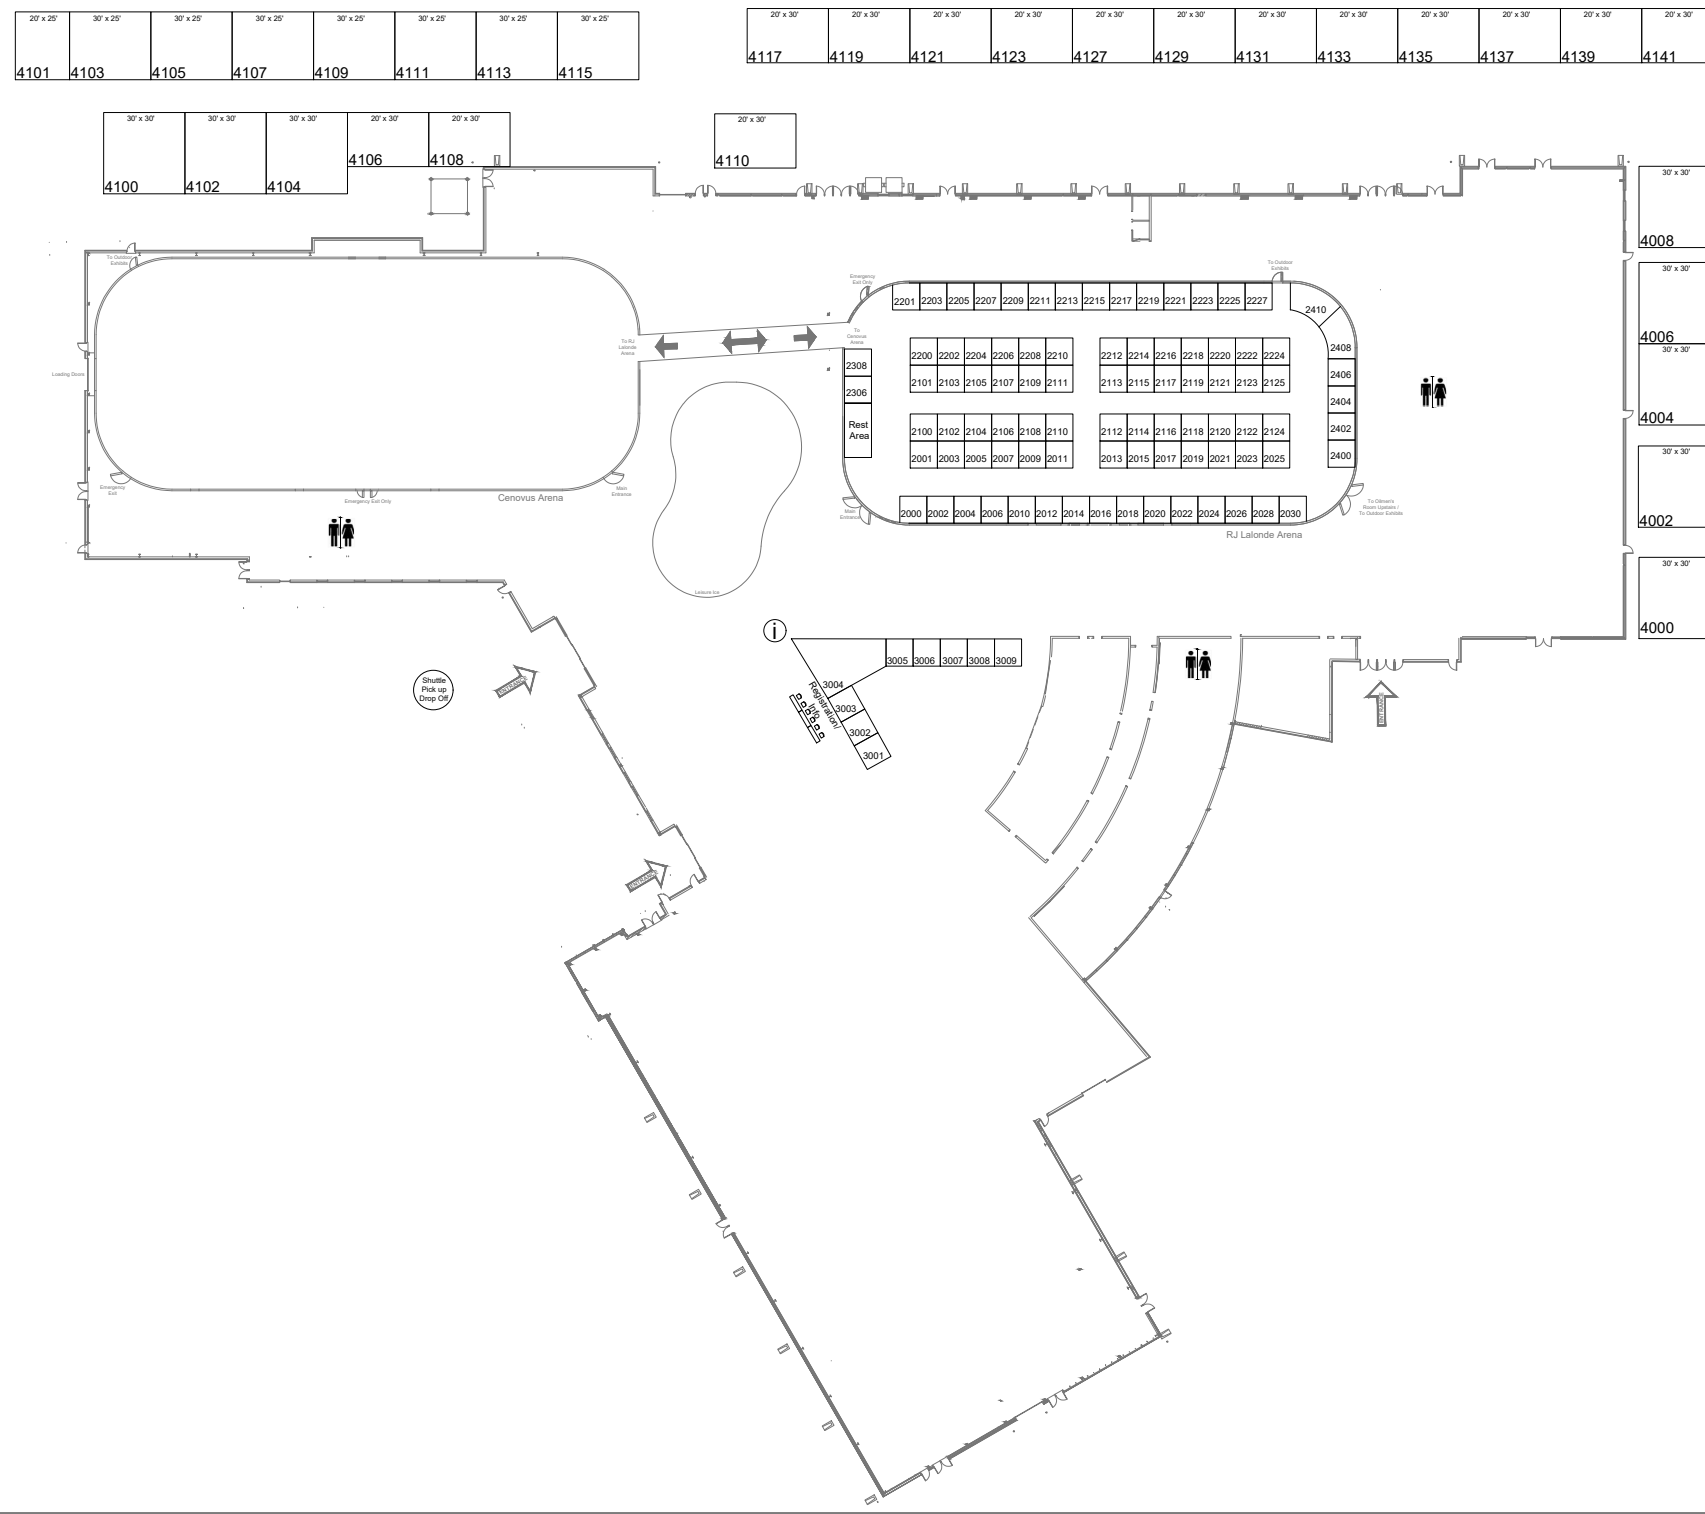 20' x 25' 30' x 25' 30' x 25' 30' x 25' 30' x 25' 30' x 25' 30' x 25' 30' x 25'
4101 4103 4105 4107 4109 4111 4113 4115
20' x 30' 20' x 30' 20' x 30' 20' x 30' 20' x 30' 20' x 30' 20' x 30' 20' x 30' 20' x 30' 20' x 30' 20' x 30' 20' x 30'
4117 4119 4121 4123 4127 4129 4131 4133 4135 4137 4139 4141
30' x 30' 30' x 30' 30' x 30' 20' x 30' 20' x 30'
4106 4108
4100 4102 4104
20' x 30'
4110
30' x 30'
4008
30' x 30'
4006
30' x 30'
4004
30' x 30'
4002
30' x 30'
4000
To Outdoor
Exhibits
To RJ
Lalonde
Arena
Loading Doors
Emergency
Exit
Emergency Exit Only
Main
Entrance
Cenovus Arena
Emergency
Exit Only
To
Cenovus
Arena
To Outdoor
Exhibits
2201 2203 2205 2207 2209 2211 2213 2215 2217 2219 2221 2223 2225 2227
2410
2408
2406
2404
2402
2400
2308
2306
Rest
Area
2200 2202 2204 2206 2208 2210 2212 2214 2216 2218 2220 2222 2224
2101 2103 2105 2107 2109 2111 2113 2115 2117 2119 2121 2123 2125
2100 2102 2104 2106 2108 2110 2112 2114 2116 2118 2120 2122 2124
2001 2003 2005 2007 2009 2011 2013 2015 2017 2019 2021 2023 2025
2000 2002 2004 2006 2010 2012 2014 2016 2018 2020 2022 2024 2026 2028 2030
Main
Entrance
To Oilmen's
Room Upstairs /
To Outdoor Exhibits
RJ Lalonde Arena
Leisure Ice
i
3005 3006 3007 3008 3009
3004
3003
3002
3001
Registration/
Info
Shuttle
Pick up
Drop Off
ENTRANCE
ENTRANCE
ENTRANCE